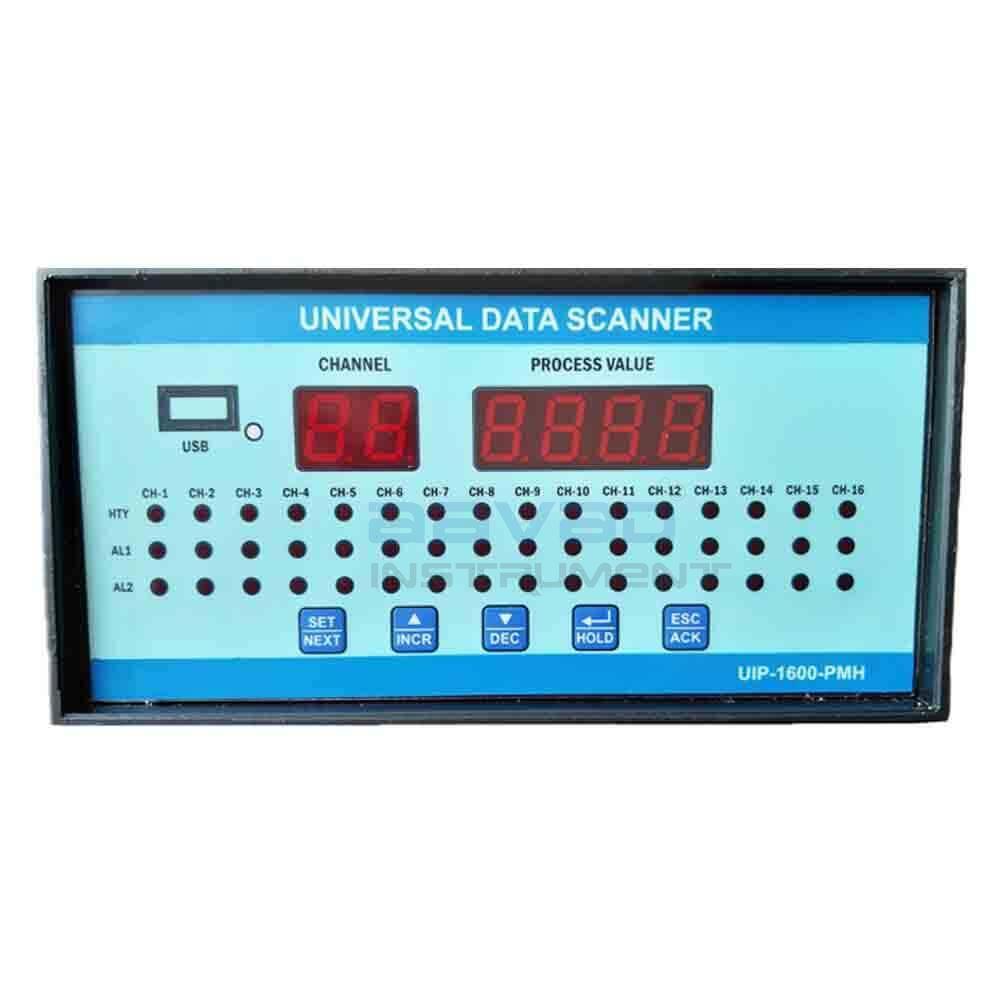 UNIVERSAL DATA SCANNER
CHANNEL PROCESS VALUE
USB
CH-1 CH-2 CH-3 CH-4 CH-5 CH-6 CH-7 CH-8 CH-9 CH-10 CH-11 CH-12 CH-13 CH-14 CH-15 CH-16
HTY
AL1
AL2
aavad
INSTRUMENT
SET NEXT
INCR
DEC
HOLD
ESC ACK
UIP-1600-PMH